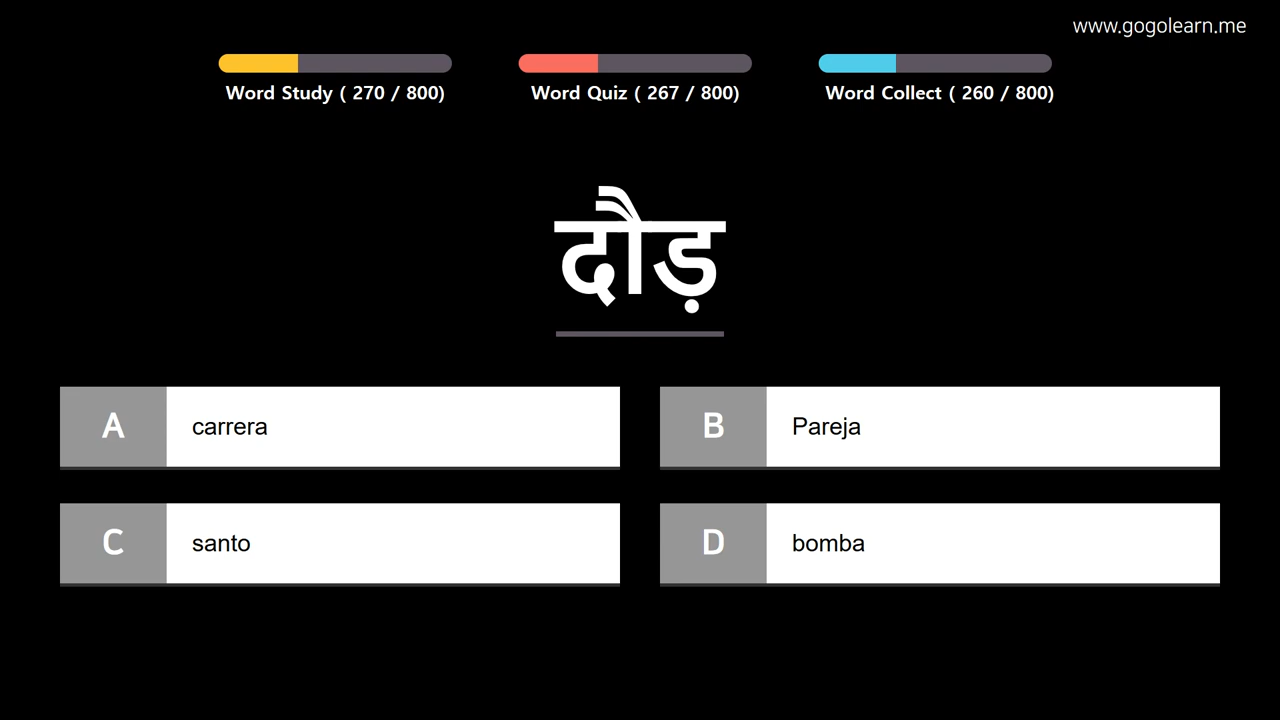 www.gogolearn.me
Word Study ( 270 / 800)
Word Quiz ( 267 / 800)
Word Collect ( 260 / 800)
दौड़
A carrera
B Pareja
C santo
D bomba